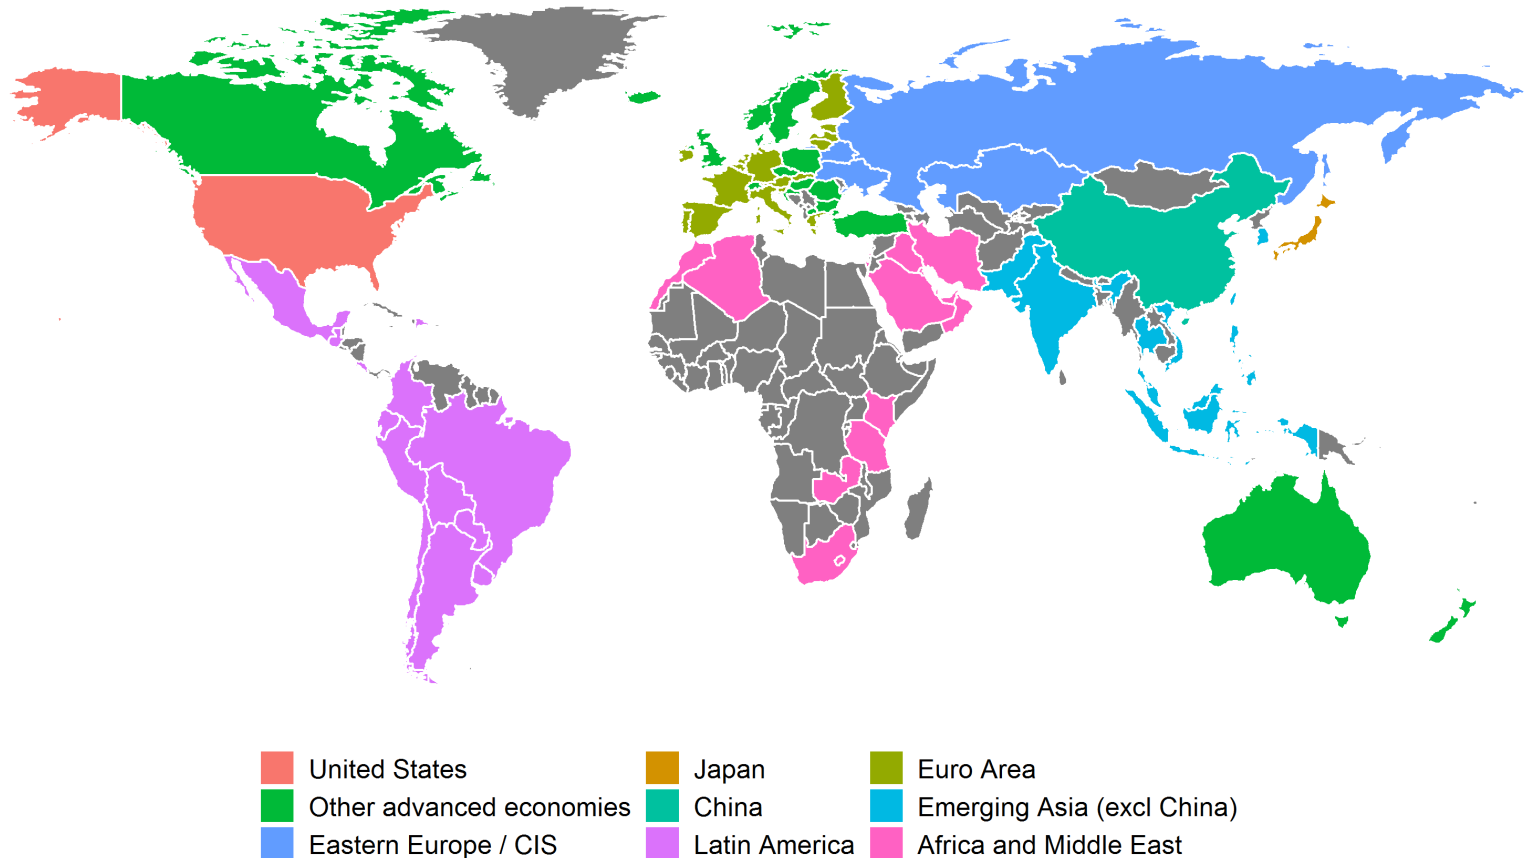 United States Japan Euro Area
Other advanced economies China Emerging Asia (excl China)
Eastern Europe / CIS Latin America Africa and Middle East